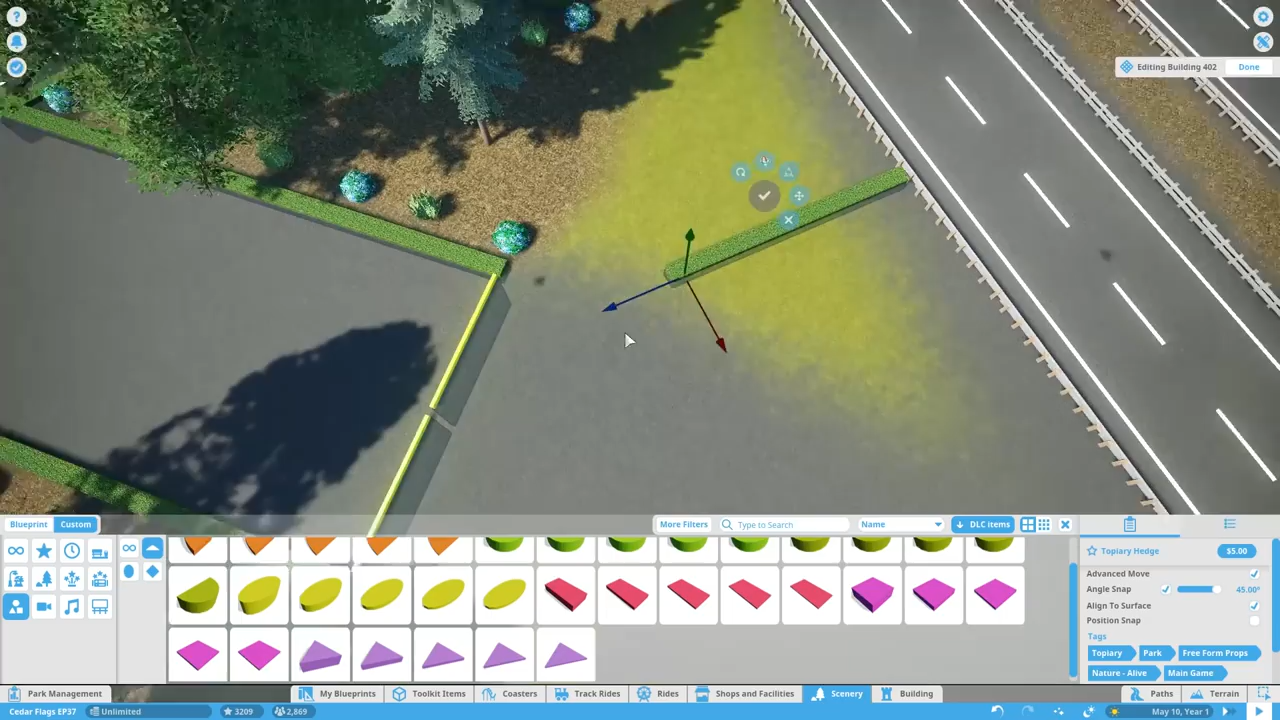 Editing Building 402 Done
Blueprint Custom More Filters Type to Search Name DLC items
Topiary Hedge $5.00
Advanced Move
Angle Snap 45.00°
Align To Surface
Position Snap
Tags
Topiary Park Free Form Props
Nature - Alive Main Game
Park Management My Blueprints Toolkit Items Coasters Track Rides Rides Shops and Facilities Scenery Building Paths Terrain
Cedar Flags EP37 Unlimited 3209 2,869 May 10, Year 1